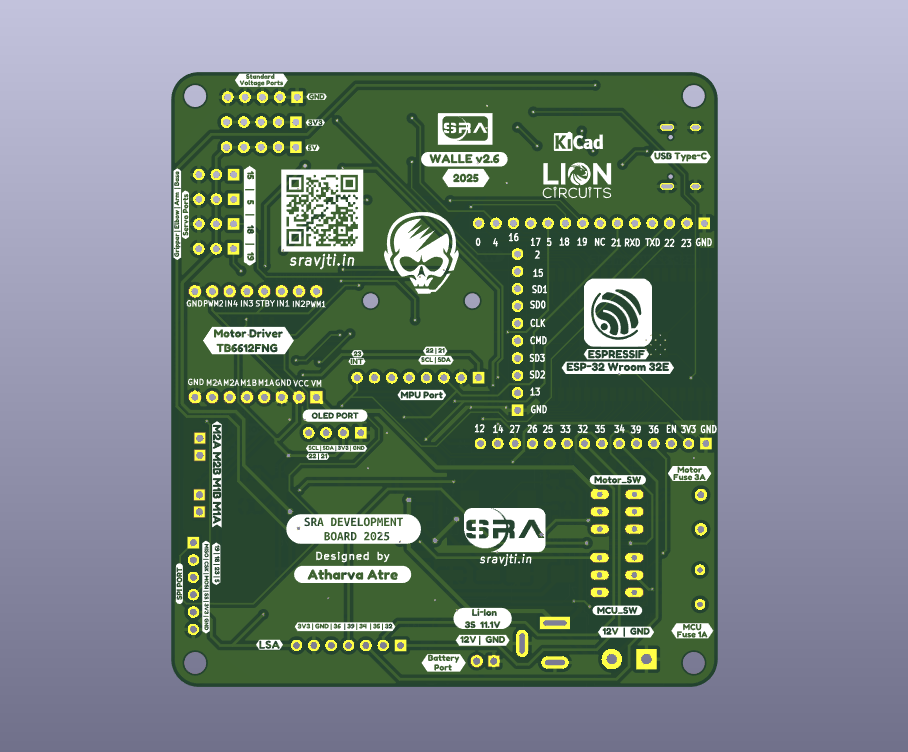 Standard
Voltage Ports
GND
3V3
5V
SRA
WALLE v2.6
2025
KiCad
LION
CIRCUITS
USB Type-C
Gripper | Elbow | Arm | Base
Servo Ports
15 | 5 | 18 | 19
sravjti.in
0 4 16 17 5 18 19 NC 21 RXD TXD 22 23 GND
2
15
SD1
SD0
CLK
CMD
SD3
SD2
13
GND
GND PWM2 IN4 IN3 STBY IN1 IN2 PWM1
Motor Driver
TB6612FNG
ESPRESSIF
ESP-32 Wroom 32E
INT
22 | 21
SCL | SDA
MPU Port
GND M2A M2A M1B M1A GND VCC VM
OLED PORT
SCL | SDA | 3V3 | GND
22 | 21
12 14 27 26 25 33 32 35 34 39 36 EN 3V3 GND
M2A M2B M1B M1A
Motor_SW
Motor
Fuse 3A
SRA DEVELOPMENT
BOARD 2025
Designed by
Atharva Atre
SRA
sravjti.in
SPI PORT
MCU_SW
Li-Ion
3S 11.1V
12V | GND
12V | GND
MCU
Fuse 1A
3V3 | GND | 36 | 39 | 34 | 35 | 32
LSA
Battery
Port